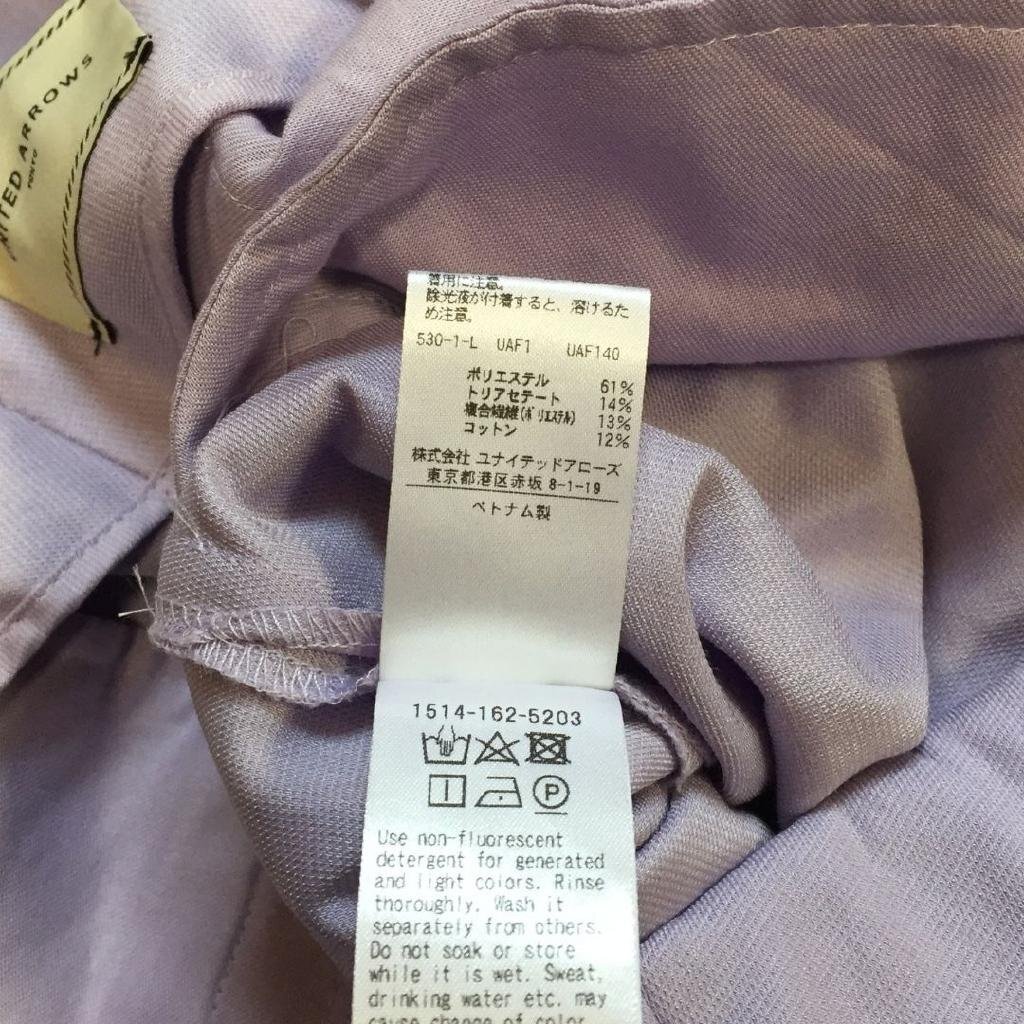 ITED ARROWS
TOKYO
着用に注意。
除光液が付着すると、溶けるた
め注意。
530-1-L UAF1 UAF140
ポリエステル 61%
トリアセテート 14%
複合繊維(ポリエステル) 13%
コットン 12%
株式会社 ユナイテッドアローズ
東京都港区赤坂 8-1-19
ベトナム製
1514-162-5203
P
Use non-fluorescent
detergent for generated
and light colors. Rinse
thoroughly. Wash it
separately from others.
Do not soak or store
while it is wet. Sweat,
drinking water etc. may
cause change of color